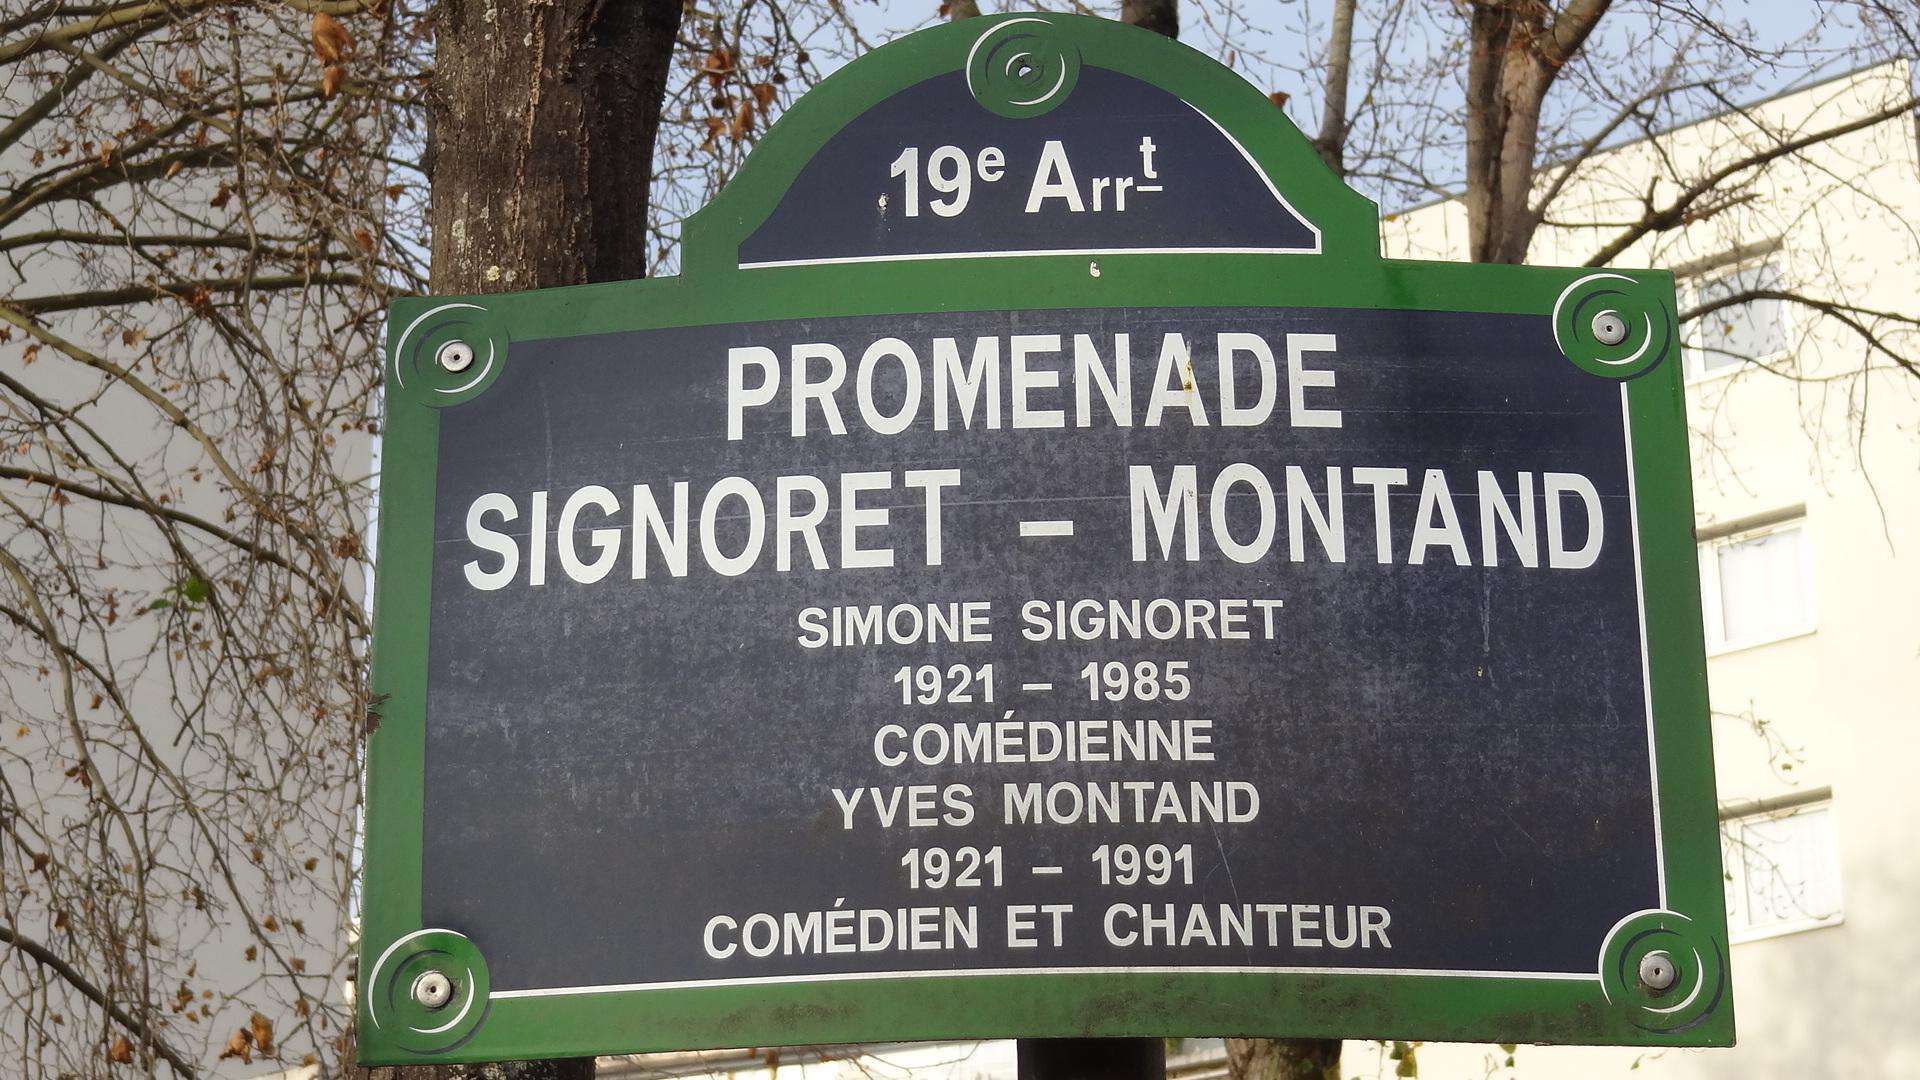 19e Arrt
PROMENADE
SIGNORET – MONTAND
SIMONE SIGNORET
1921 – 1985
COMÉDIENNE
YVES MONTAND
1921 – 1991
COMÉDIEN ET CHANTEUR